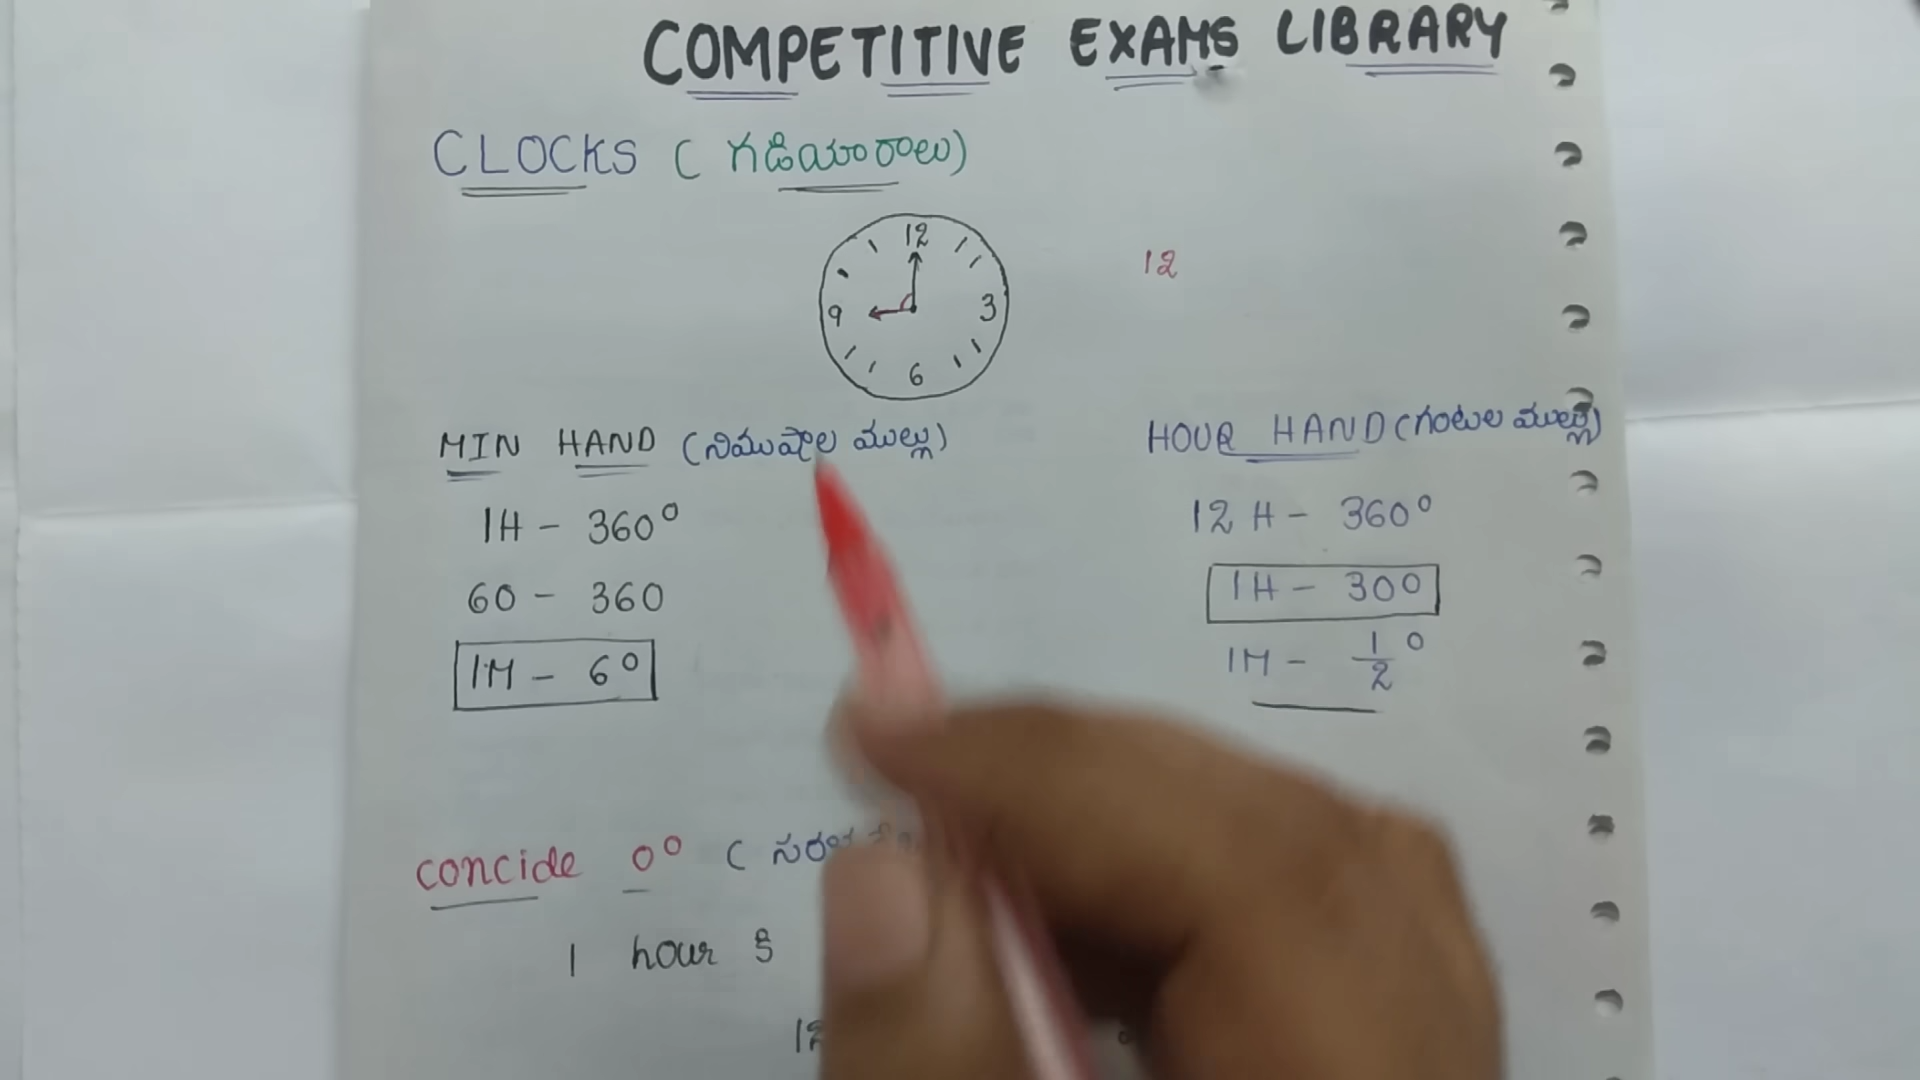 COMPETITIVE EXAMS LIBRARY
CLOCKS ( గడియారాలు)
12
12
9
3
6
MIN HAND (నిముషాల ముల్లు)
HOUR HAND (గంటల ముల్లు)
1H - 360°
12 H - 360°
60 - 360
1H - 30°
1M - 6°
1M - 1/2°
concide 0° (
1 hour కి
12